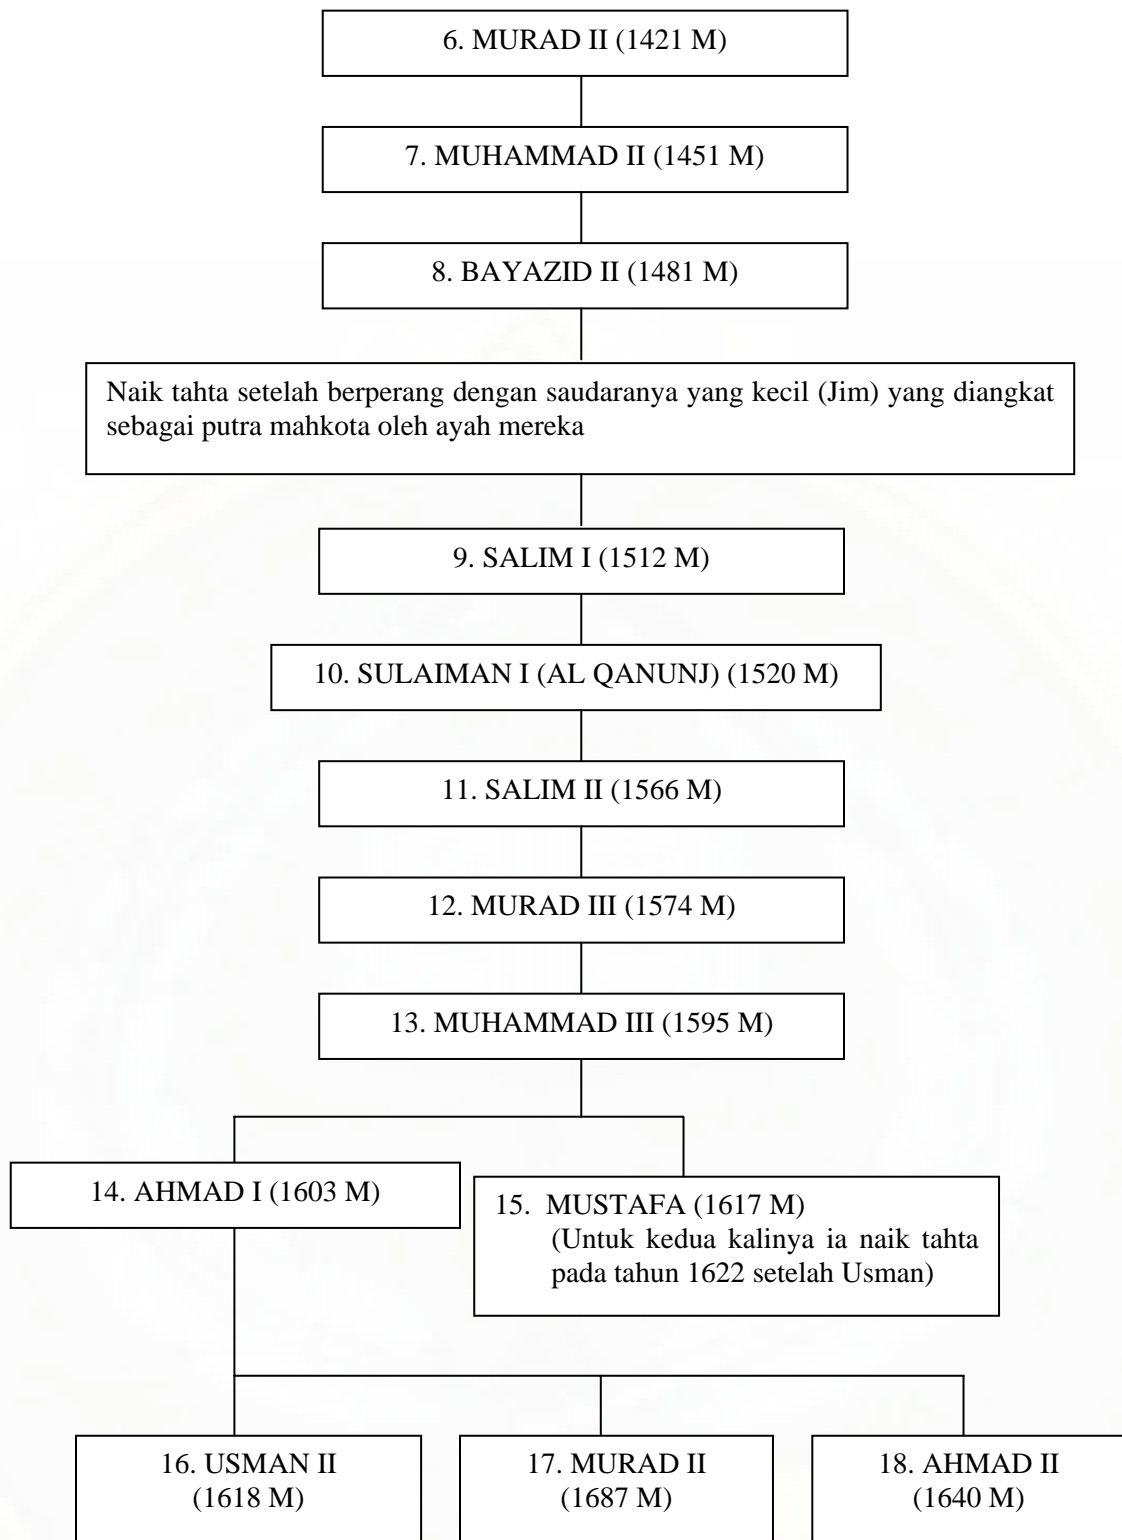 6. MURAD II (1421 M)
7. MUHAMMAD II (1451 M)
8. BAYAZID II (1481 M)
Naik tahta setelah berperang dengan saudaranya yang kecil (Jim) yang diangkat
sebagai putra mahkota oleh ayah mereka
9. SALIM I (1512 M)
10. SULAIMAN I (AL QANUNJ) (1520 M)
11. SALIM II (1566 M)
12. MURAD III (1574 M)
13. MUHAMMAD III (1595 M)
14. AHMAD I (1603 M)
15. MUSTAFA (1617 M)
(Untuk kedua kalinya ia naik tahta
pada tahun 1622 setelah Usman)
16. USMAN II
(1618 M)
17. MURAD II
(1687 M)
18. AHMAD II
(1640 M)